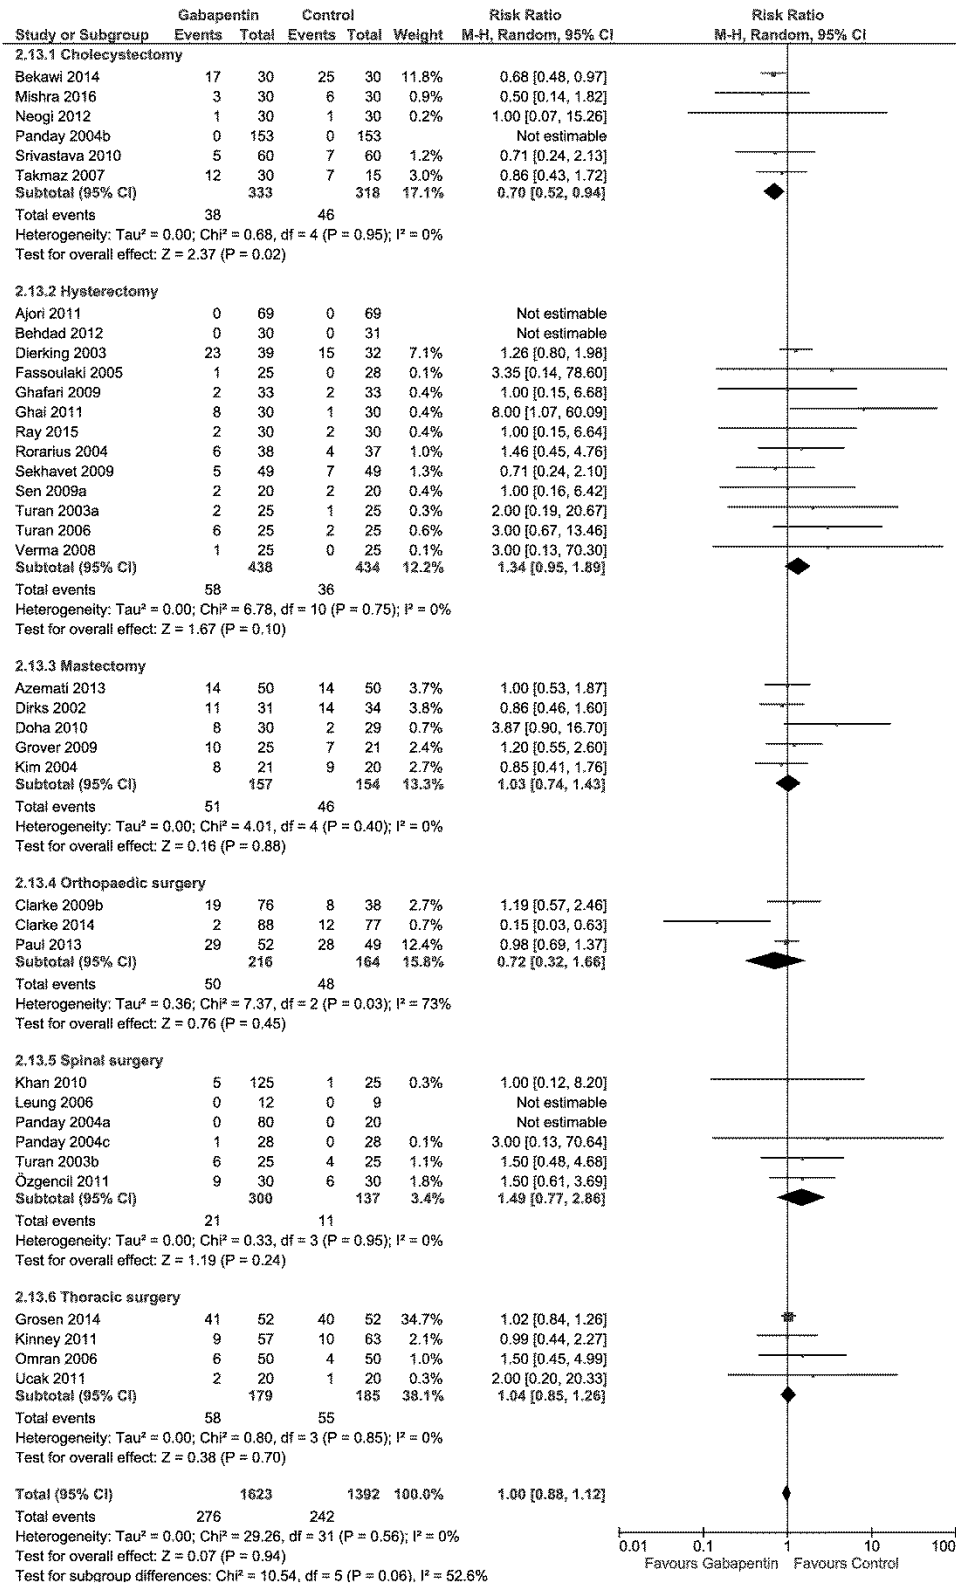 Gabapentin Control Risk Ratio Risk Ratio
Study or Subgroup Events Total Events Total Weight M-H, Random, 95% CI M-H, Random, 95% CI
2.13.1 Cholecystectomy
Bekawi 2014 17 30 25 30 11.8% 0.68 [0.48, 0.97]
Mishra 2016 3 30 6 30 0.9% 0.50 [0.14, 1.82]
Neogi 2012 1 30 1 30 0.2% 1.00 [0.07, 15.26]
Panday 2004b 0 153 0 153 Not estimable
Srivastava 2010 5 60 7 60 1.2% 0.71 [0.24, 2.13]
Takmaz 2007 12 30 7 15 3.0% 0.86 [0.43, 1.72]
Subtotal (95% CI) 333 318 17.1% 0.70 [0.52, 0.94]
Total events 38 46
Heterogeneity: Tau² = 0.00; Chi² = 0.68, df = 4 (P = 0.95); I² = 0%
Test for overall effect: Z = 2.37 (P = 0.02)
2.13.2 Hysterectomy
Ajori 2011 0 69 0 69 Not estimable
Behdad 2012 0 30 0 31 Not estimable
Dierking 2003 23 39 15 32 7.1% 1.26 [0.80, 1.98]
Fassoulaki 2005 1 25 0 28 0.1% 3.35 [0.14, 78.60]
Ghafari 2009 2 33 2 33 0.4% 1.00 [0.15, 6.68]
Ghai 2011 8 30 1 30 0.4% 8.00 [1.07, 60.09]
Ray 2015 2 30 2 30 0.4% 1.00 [0.15, 6.64]
Rorarius 2004 6 38 4 37 1.0% 1.46 [0.45, 4.76]
Sekhavet 2009 5 49 7 49 1.3% 0.71 [0.24, 2.10]
Sen 2009a 2 20 2 20 0.4% 1.00 [0.16, 6.42]
Turan 2003a 2 25 1 25 0.3% 2.00 [0.19, 20.67]
Turan 2006 6 25 2 25 0.6% 3.00 [0.67, 13.46]
Verma 2008 1 25 0 25 0.1% 3.00 [0.13, 70.30]
Subtotal (95% CI) 438 434 12.2% 1.34 [0.95, 1.89]
Total events 58 36
Heterogeneity: Tau² = 0.00; Chi² = 6.78, df = 10 (P = 0.75); I² = 0%
Test for overall effect: Z = 1.67 (P = 0.10)
2.13.3 Mastectomy
Azemati 2013 14 50 14 50 3.7% 1.00 [0.53, 1.87]
Dirks 2002 11 31 14 34 3.8% 0.86 [0.46, 1.60]
Doha 2010 8 30 2 29 0.7% 3.87 [0.90, 16.70]
Grover 2009 10 25 7 21 2.4% 1.20 [0.55, 2.60]
Kim 2004 8 21 9 20 2.7% 0.85 [0.41, 1.76]
Subtotal (95% CI) 157 154 13.3% 1.03 [0.74, 1.43]
Total events 51 46
Heterogeneity: Tau² = 0.00; Chi² = 4.01, df = 4 (P = 0.40); I² = 0%
Test for overall effect: Z = 0.16 (P = 0.88)
2.13.4 Orthopaedic surgery
Clarke 2009b 19 76 8 38 2.7% 1.19 [0.57, 2.46]
Clarke 2014 2 88 12 77 0.7% 0.15 [0.03, 0.63]
Paul 2013 29 52 28 49 12.4% 0.98 [0.69, 1.37]
Subtotal (95% CI) 216 164 15.8% 0.72 [0.32, 1.66]
Total events 50 48
Heterogeneity: Tau² = 0.36; Chi² = 7.37, df = 2 (P = 0.03); I² = 73%
Test for overall effect: Z = 0.76 (P = 0.45)
2.13.5 Spinal surgery
Khan 2010 5 125 1 25 0.3% 1.00 [0.12, 8.20]
Leung 2006 0 12 0 9 Not estimable
Panday 2004a 0 80 0 20 Not estimable
Panday 2004c 1 28 0 28 0.1% 3.00 [0.13, 70.64]
Turan 2003b 6 25 4 25 1.1% 1.50 [0.48, 4.68]
Özgencil 2011 9 30 6 30 1.8% 1.50 [0.61, 3.69]
Subtotal (95% CI) 300 137 3.4% 1.49 [0.77, 2.86]
Total events 21 11
Heterogeneity: Tau² = 0.00; Chi² = 0.33, df = 3 (P = 0.95); I² = 0%
Test for overall effect: Z = 1.19 (P = 0.24)
2.13.6 Thoracic surgery
Grosen 2014 41 52 40 52 34.7% 1.02 [0.84, 1.26]
Kinney 2011 9 57 10 63 2.1% 0.99 [0.44, 2.27]
Omran 2006 6 50 4 50 1.0% 1.50 [0.45, 4.99]
Ucak 2011 2 20 1 20 0.3% 2.00 [0.20, 20.33]
Subtotal (95% CI) 179 185 38.1% 1.04 [0.85, 1.26]
Total events 58 55
Heterogeneity: Tau² = 0.00; Chi² = 0.80, df = 3 (P = 0.85); I² = 0%
Test for overall effect: Z = 0.38 (P = 0.70)
Total (95% CI) 1623 1392 100.0% 1.00 [0.88, 1.12]
Total events 276 242
Heterogeneity: Tau² = 0.00; Chi² = 29.26, df = 31 (P = 0.56); I² = 0%
Test for overall effect: Z = 0.07 (P = 0.94)
Test for subgroup differences: Chi² = 10.54, df = 5 (P = 0.06), I² = 52.6%
0.01 0.1 1 10 100
Favours Gabapentin Favours Control